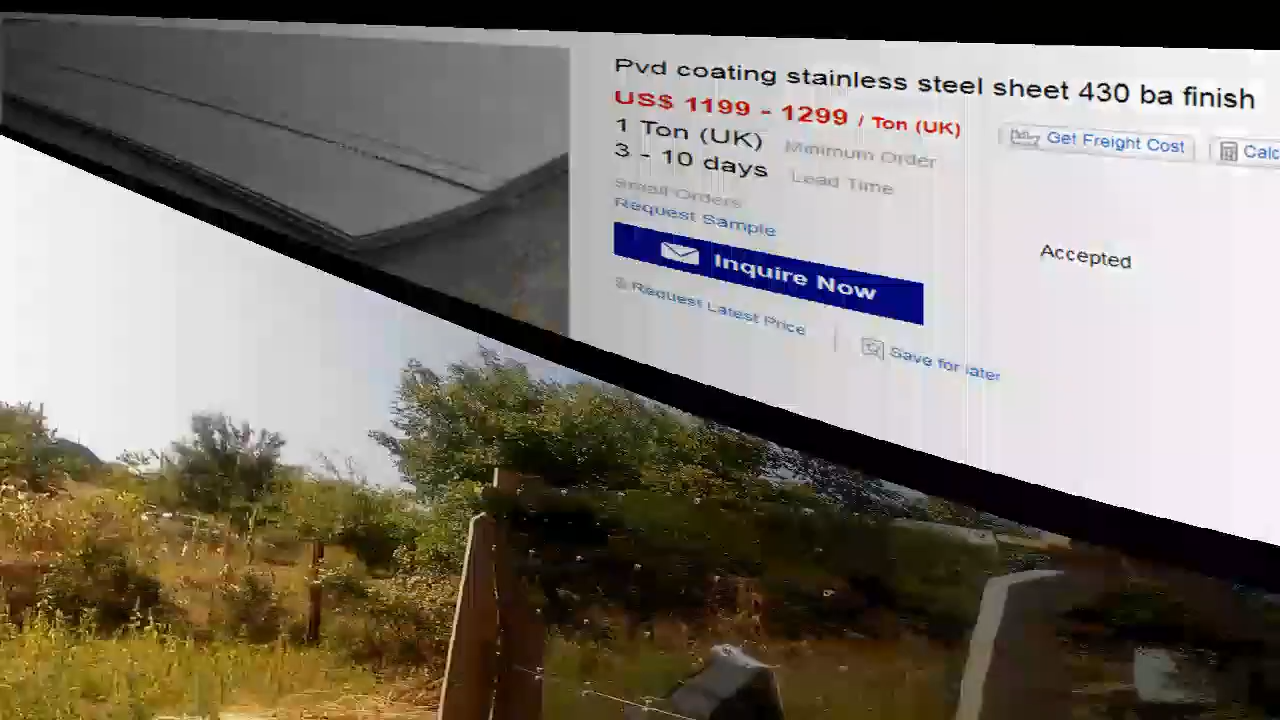 Pvd coating stainless steel sheet 430 ba finish
US$ 1199 - 1299 / Ton (UK)
Get Freight Cost
1 Ton (UK) Minimum Order
3 - 10 days Lead Time
Small Orders
Request Sample
Accepted
Inquire Now
Request Latest Price
Save for later